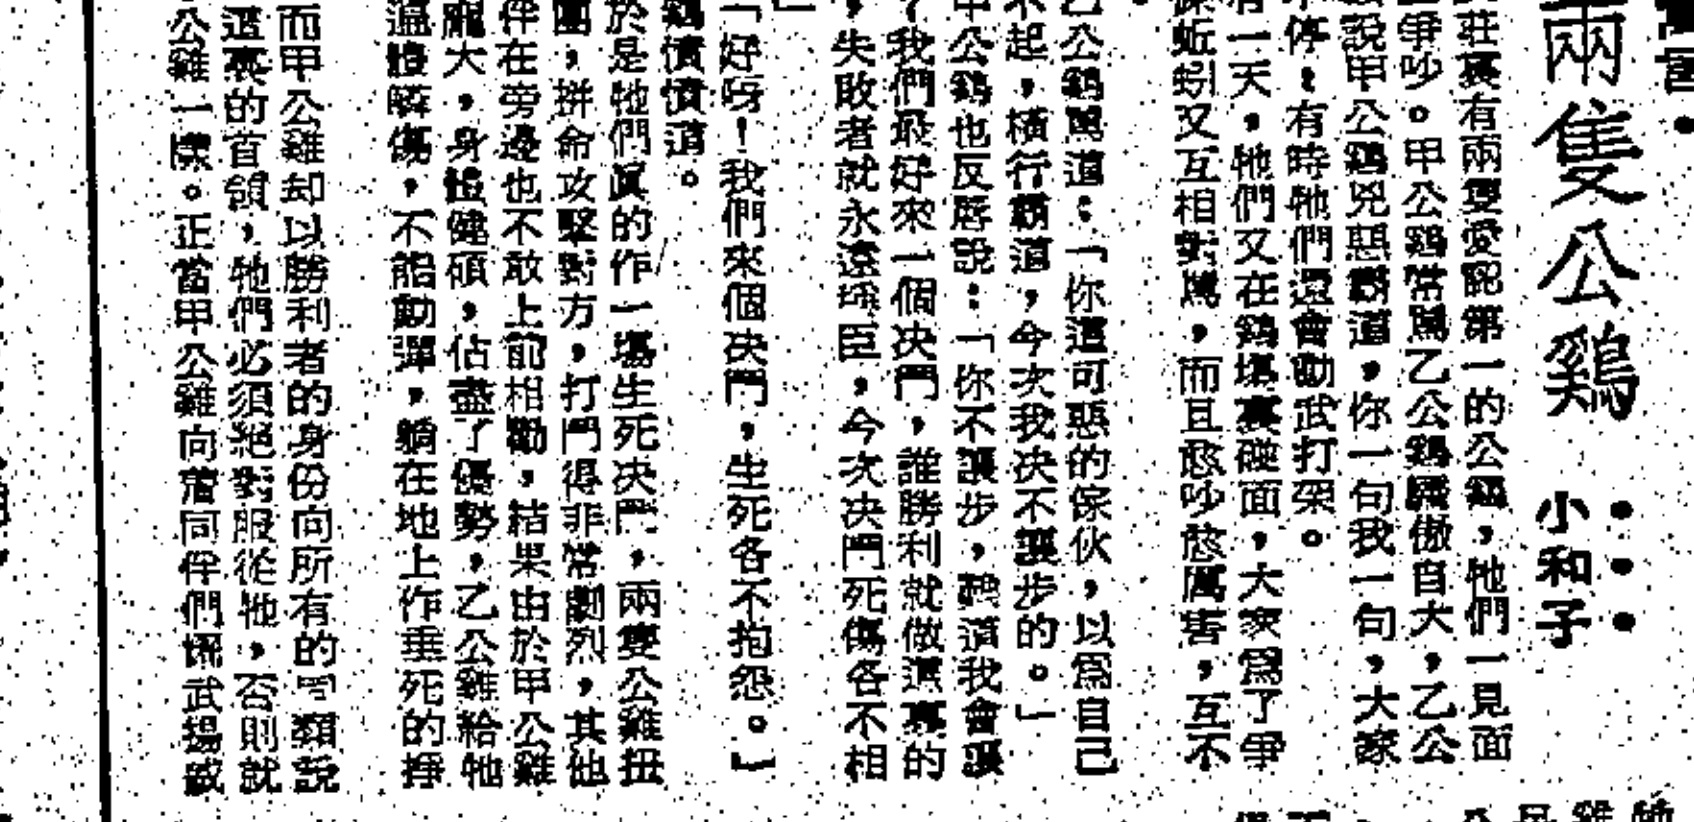 寓言•
兩隻公鷄
小和子
莊裏有兩隻愛認第一的公鷄，牠們一見面
爭吵。甲公鷄常罵乙公鷄驕傲自大，乙公
說甲公鷄兇惡霸道，你一句我一句，大家
停；有時牠們還會動武打架。
有一天，牠們又在鷄塲裏碰面，大家爲了爭
蚯蚓又互相對罵，而且愈吵愈厲害，互不
乙公鷄罵道：「你這可惡的傢伙，以爲自己
不起，橫行霸道，今次我决不讓步的。」
甲公鷄也反唇說：「你不讓步，難道我會讓
？我們最好來一個决鬥，誰勝利就做這裏的
，失敗者就永遠稱臣，今次决鬥死傷各不相
」
「好呀！我們來個决鬥，生死各不抱怨。」
鷄憤憤道。
於是牠們眞的作一塲生死决鬥，兩隻公雞扭
團，拼命攻擊對方，打鬥得非常劇烈，其他
伴在旁邊也不敢上前相勸，結果由於甲公雞
龐大，身體健碩，佔盡了優勢，乙公雞給牠
遍體鱗傷，不能動彈，躺在地上作垂死的掙
而甲公雞却以勝利者的身份向所有的同類說
這裏的首領，牠們必須絕對服從牠，否則就
公雞一樣。正當甲公雞向舊同伴們耀武揚威